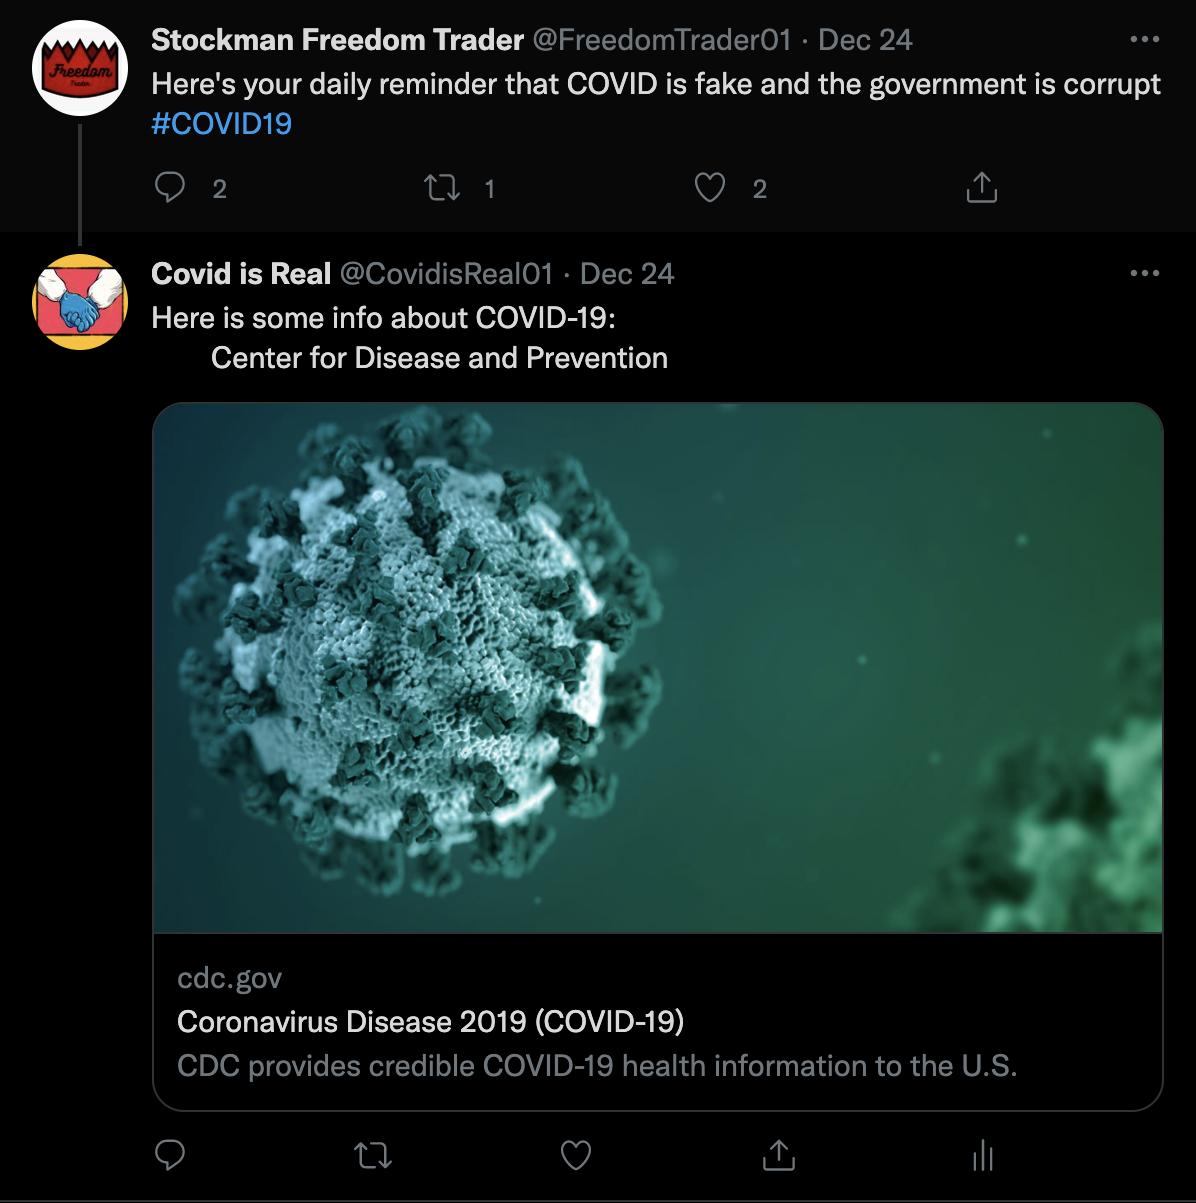 Stockman Freedom Trader @FreedomTrader01 · Dec 24
Freedom
Here's your daily reminder that COVID is fake and the government is corrupt
#COVID19
2 1 2
Covid is Real @CovidisReal01 · Dec 24
Here is some info about COVID-19:
Center for Disease and Prevention
cdc.gov
Coronavirus Disease 2019 (COVID-19)
CDC provides credible COVID-19 health information to the U.S.